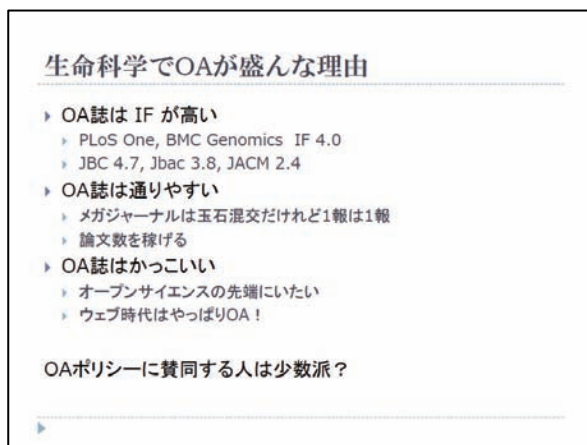 生命科学でOAが盛んな理由
OA誌は IF が高い
PLoS One, BMC Genomics IF 4.0
JBC 4.7, Jbac 3.8, JACM 2.4
OA誌は通りやすい
メガジャーナルは玉石混交だけれど1報は1報
論文数を稼げる
OA誌はかっこいい
オープンサイエンスの先端にいたい
ウェブ時代はやっぱりOA！
OAポリシーに賛同する人は少数派？